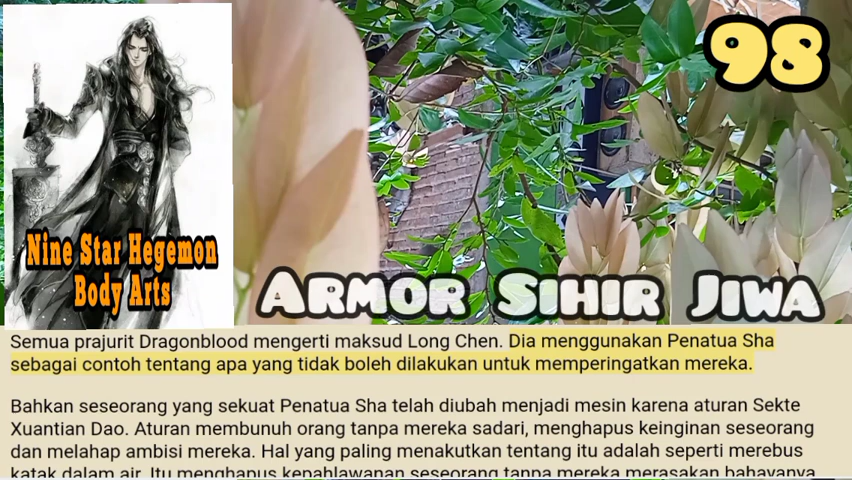 98
Nine Star Hegemon
Body Arts
Armor Sihir Jiwa
Semua prajurit Dragonblood mengerti maksud Long Chen. Dia menggunakan Penatua Sha
sebagai contoh tentang apa yang tidak boleh dilakukan untuk memperingatkan mereka.
Bahkan seseorang yang sekuat Penatua Sha telah diubah menjadi mesin karena aturan Sekte
Xuantian Dao. Aturan membunuh orang tanpa mereka sadari, menghapus keinginan seseorang
dan melahap ambisi mereka. Hal yang paling menakutkan tentang itu adalah seperti merebus
katak dalam air. Itu menghapus kepahlawanan seseorang tanpa mereka merasakan bahayanya